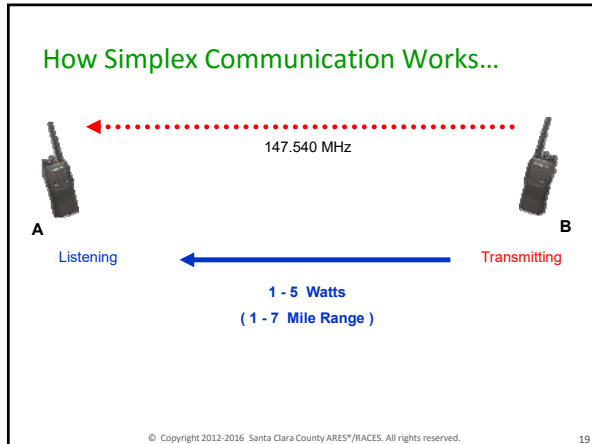 How Simplex Communication Works…
147.540 MHz
A
B
Listening
Transmitting
1 - 5 Watts
( 1 - 7 Mile Range )
© Copyright 2012-2016 Santa Clara County ARES®/RACES. All rights reserved.
19